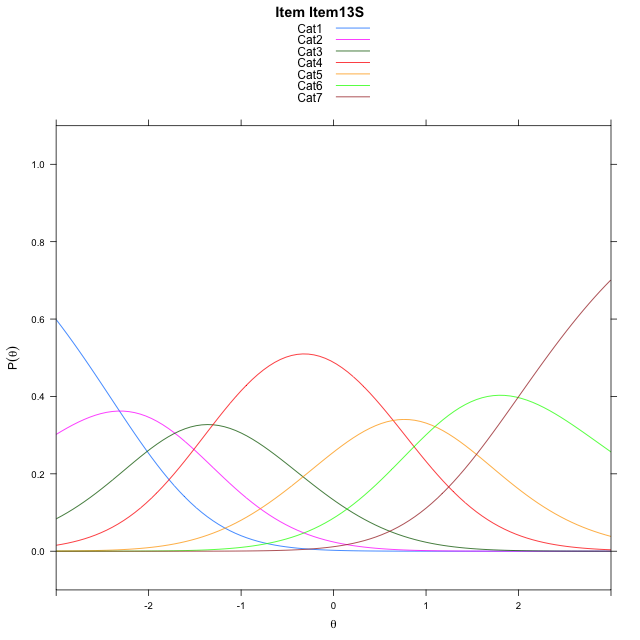 Item Item13S
Cat1
Cat2
Cat3
Cat4
Cat5
Cat6
Cat7
1.0
0.8
0.6
0.4
0.2
0.0
P(θ)
-2 -1 0 1 2
θ